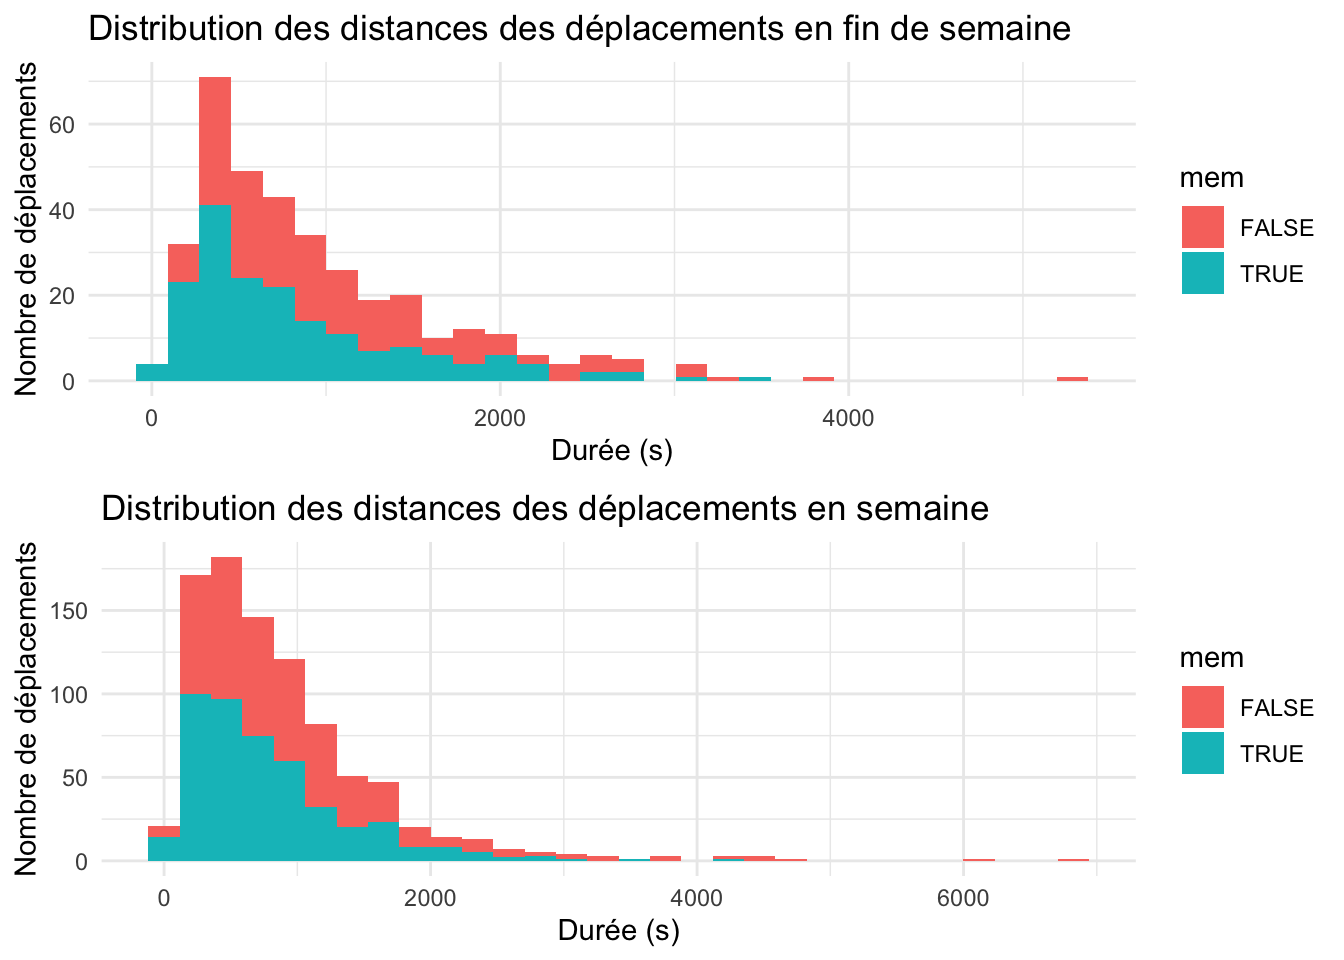 Distribution des distances des déplacements en fin de semaine
Nombre de déplacements
60
40
20
0
0 2000 4000
Durée (s)
mem
FALSE
TRUE
Distribution des distances des déplacements en semaine
Nombre de déplacements
150
100
50
0
0 2000 4000 6000
Durée (s)
mem
FALSE
TRUE